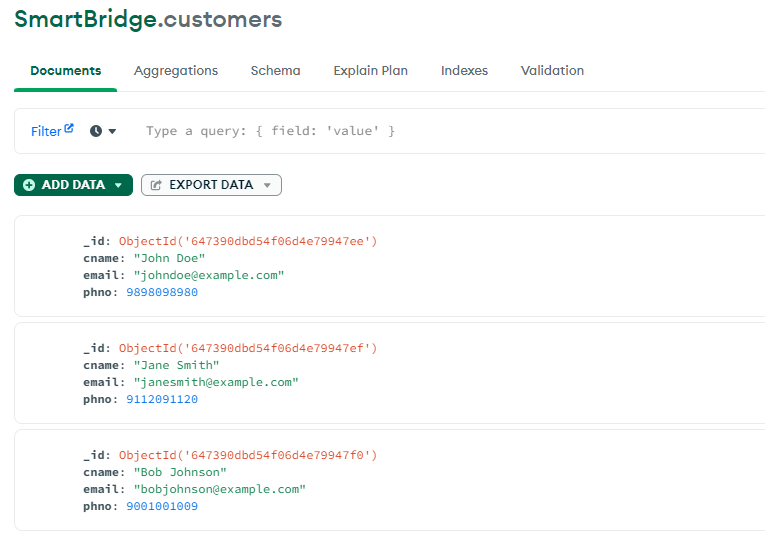 SmartBridge.customers
Documents Aggregations Schema Explain Plan Indexes Validation
Filter Type a query: { field: 'value' }
ADD DATA EXPORT DATA
_id: ObjectId('647390dbd54f06d4e79947ee')
cname: "John Doe"
email: "johndoe@example.com"
phno: 9898098980
_id: ObjectId('647390dbd54f06d4e79947ef')
cname: "Jane Smith"
email: "janesmith@example.com"
phno: 9112091120
_id: ObjectId('647390dbd54f06d4e79947f0')
cname: "Bob Johnson"
email: "bobjohnson@example.com"
phno: 9001001009